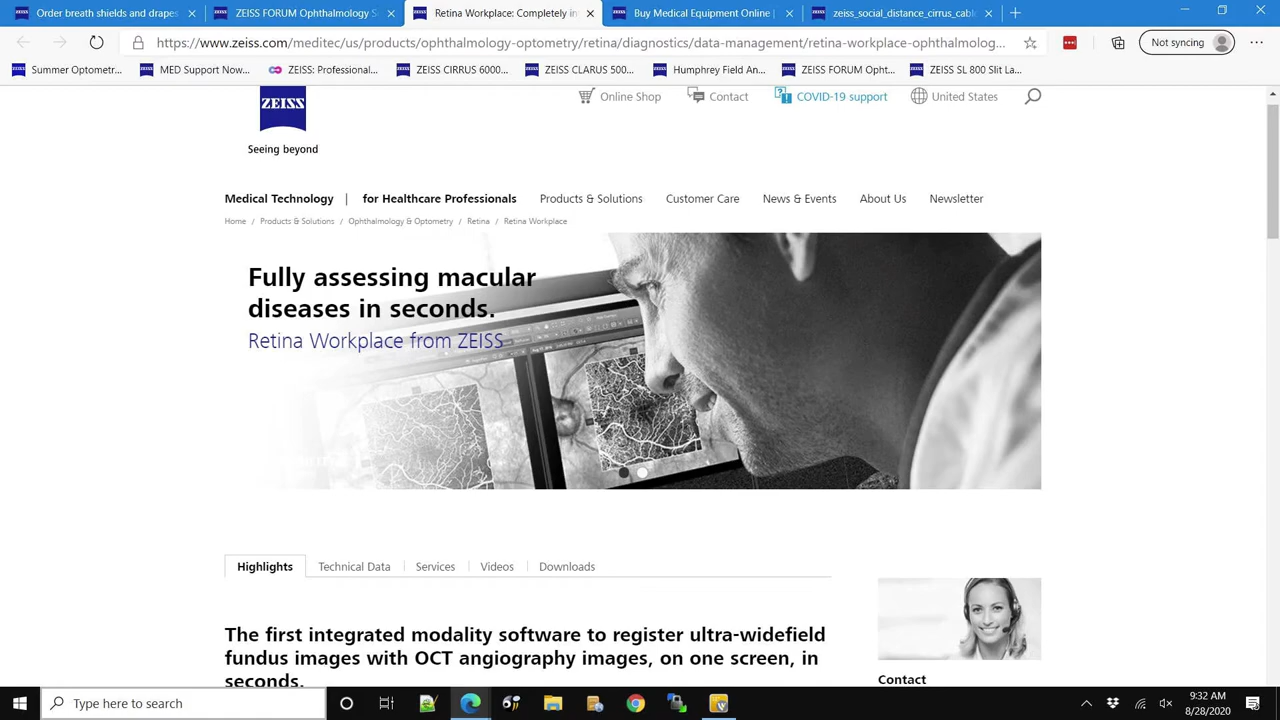 Order breath shields and drapes
ZEISS Ophthalmology USA
Retina Workplace: Completely in
Buy Medical Equipment Online |
zeiss_social_distance_cirrus_cabl
https://www.zeiss.com/meditec/us/products/ophthalmology-optometry/retina/diagnostics/data-management/retina-workplace-ophthalmolog...
Not syncing
Summer Optometr...
MED Support Now...
ZEISS: Professional...
ZEISS CIRRUS 6000...
ZEISS CLARUS 500...
Humphrey Field An...
ZEISS FORUM Opht...
ZEISS SL 800 Slit La...
Online Shop
Contact
COVID-19 support
United States
ZEISS
Seeing beyond
Medical Technology | for Healthcare Professionals
Products & Solutions
Customer Care
News & Events
About Us
Newsletter
Home / Products & Solutions / Ophthalmology & Optometry / Retina / Retina Workplace
Fully assessing macular
diseases in seconds.
Retina Workplace from ZEISS
Highlights
Technical Data
Services
Videos
Downloads
The first integrated modality software to register ultra-widefield
fundus images with OCT angiography images, on one screen, in
seconds.
Contact
Type here to search
9:32 AM
8/28/2020